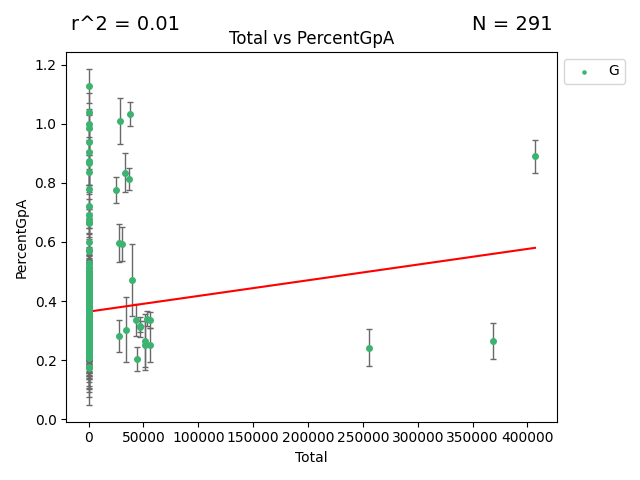 r^2 = 0.01
N = 291
Total vs PercentGpA
G
PercentGpA
1.2
1.0
0.8
0.6
0.4
0.2
0.0
0
50000
100000
150000
200000
250000
300000
350000
400000
Total